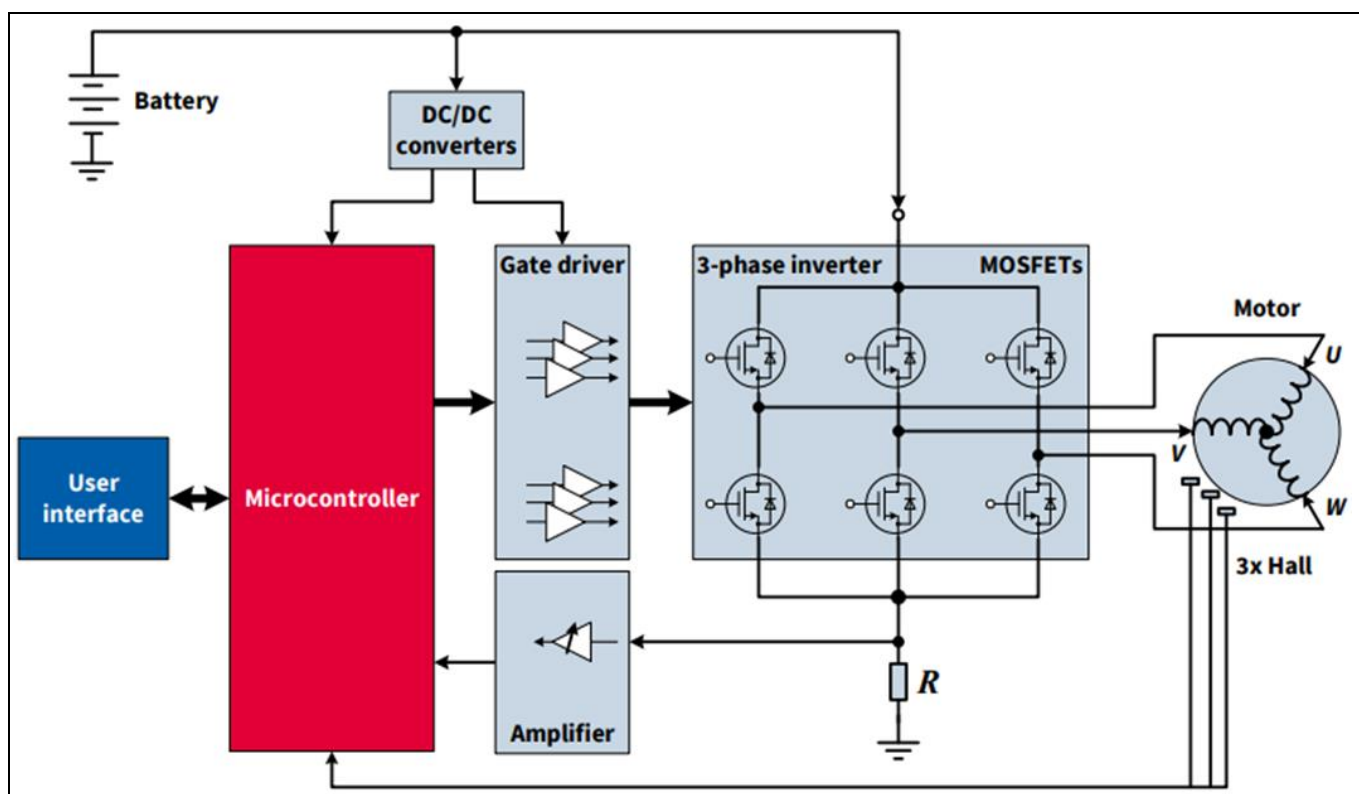 Battery
DC/DC
converters
Gate driver
3-phase inverter
MOSFETs
Motor
U
V
W
User
interface
Microcontroller
3x Hall
R
Amplifier